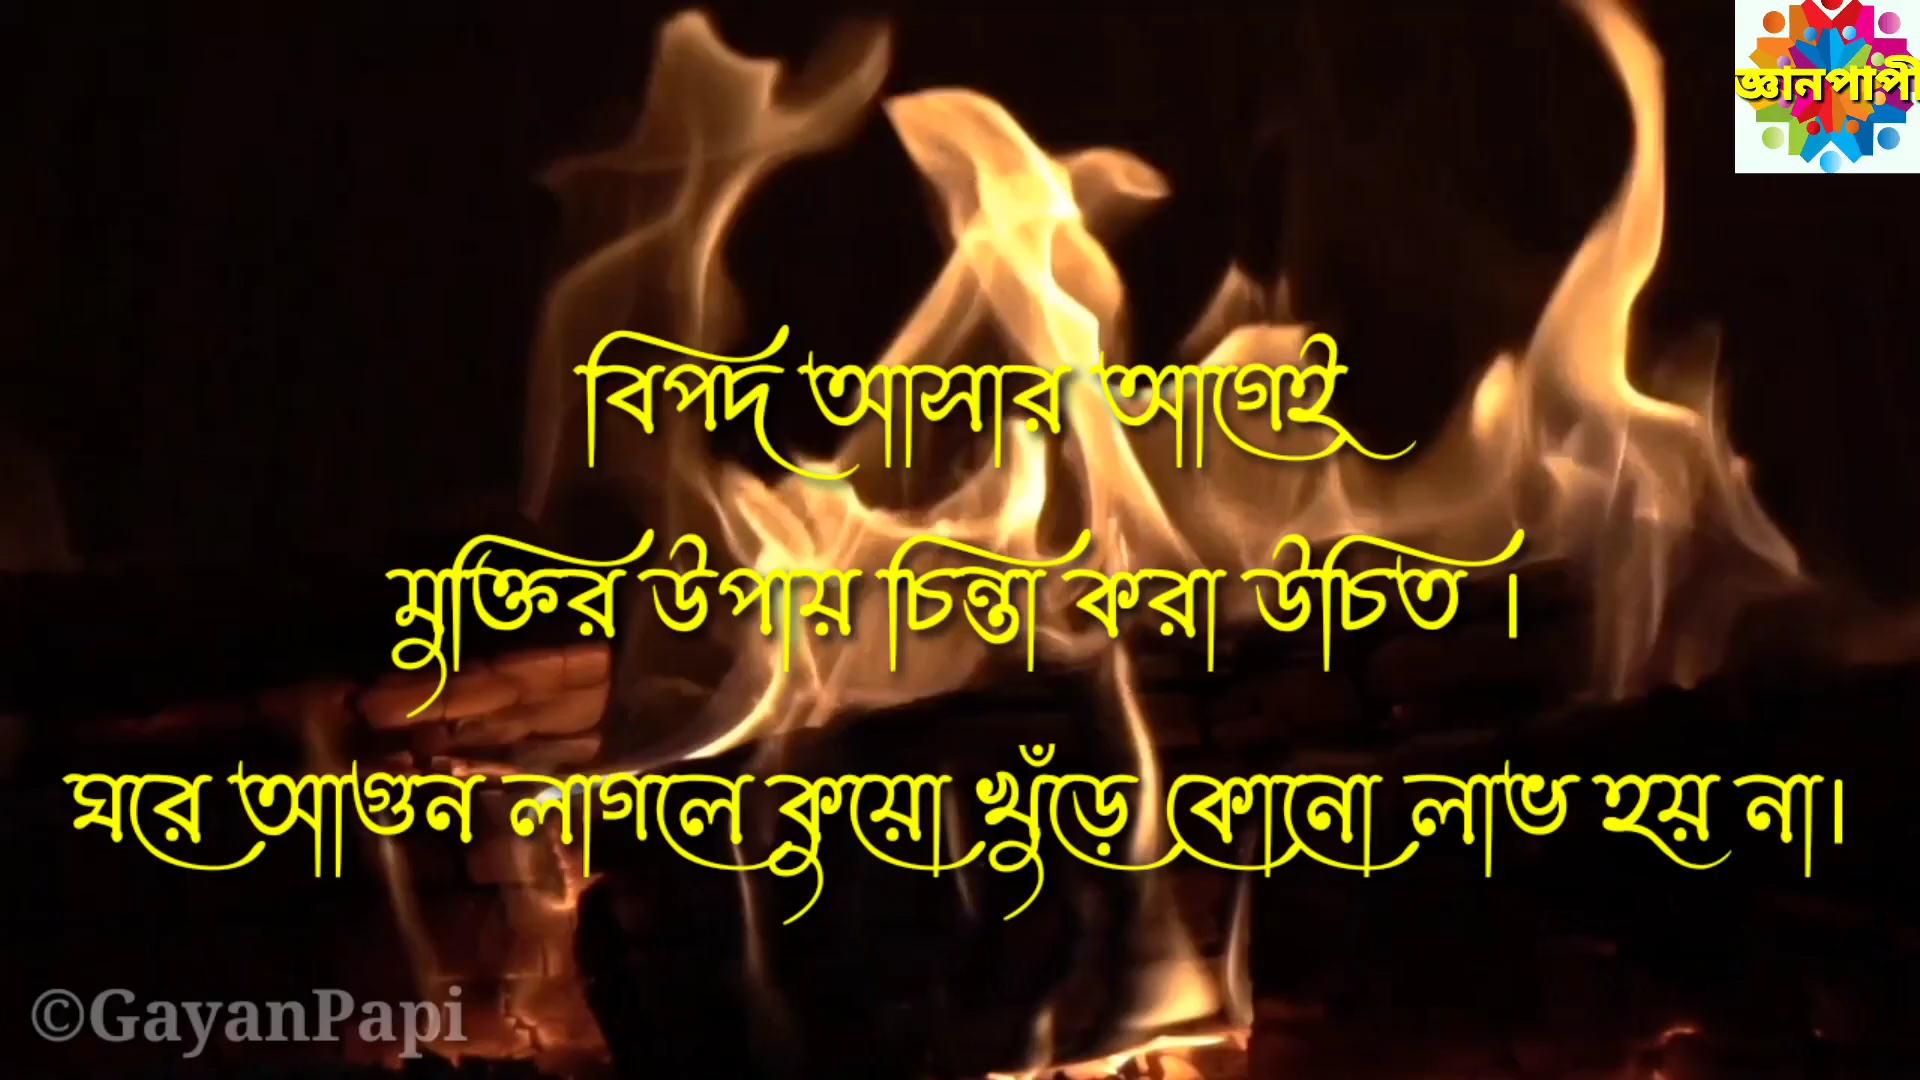 জ্ঞানপাপী
বিপদ আসার আগেই
মুক্তির উপায় চিন্তা করা উচিত ।
ঘরে আগুন লাগলে কুয়ো খুঁড়ে কোনো লাভ হয় না।
©GayanPapi